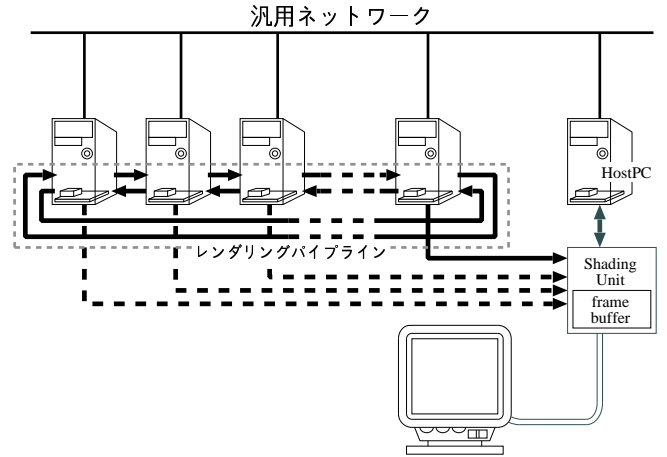 汎用ネットワーク
HostPC
レンダリングパイプライン
Shading
Unit
frame
buffer